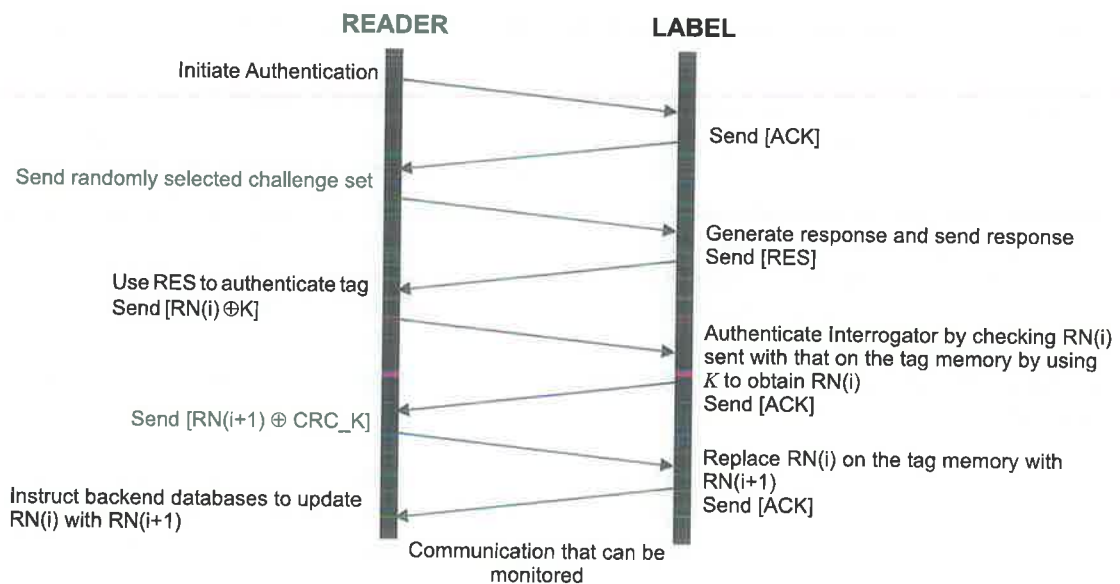 READER
LABEL
Initiate Authentication
Send [ACK]
Send randomly selected challenge set
Generate response and send response
Send [RES]
Use RES to authenticate tag
Send [RN(i) ⊕K]
Authenticate Interrogator by checking RN(i)
sent with that on the tag memory by using
K to obtain RN(i)
Send [ACK]
Send [RN(i+1) ⊕ CRC_K]
Replace RN(i) on the tag memory with
RN(i+1)
Send [ACK]
Instruct backend databases to update
RN(i) with RN(i+1)
Communication that can be
monitored